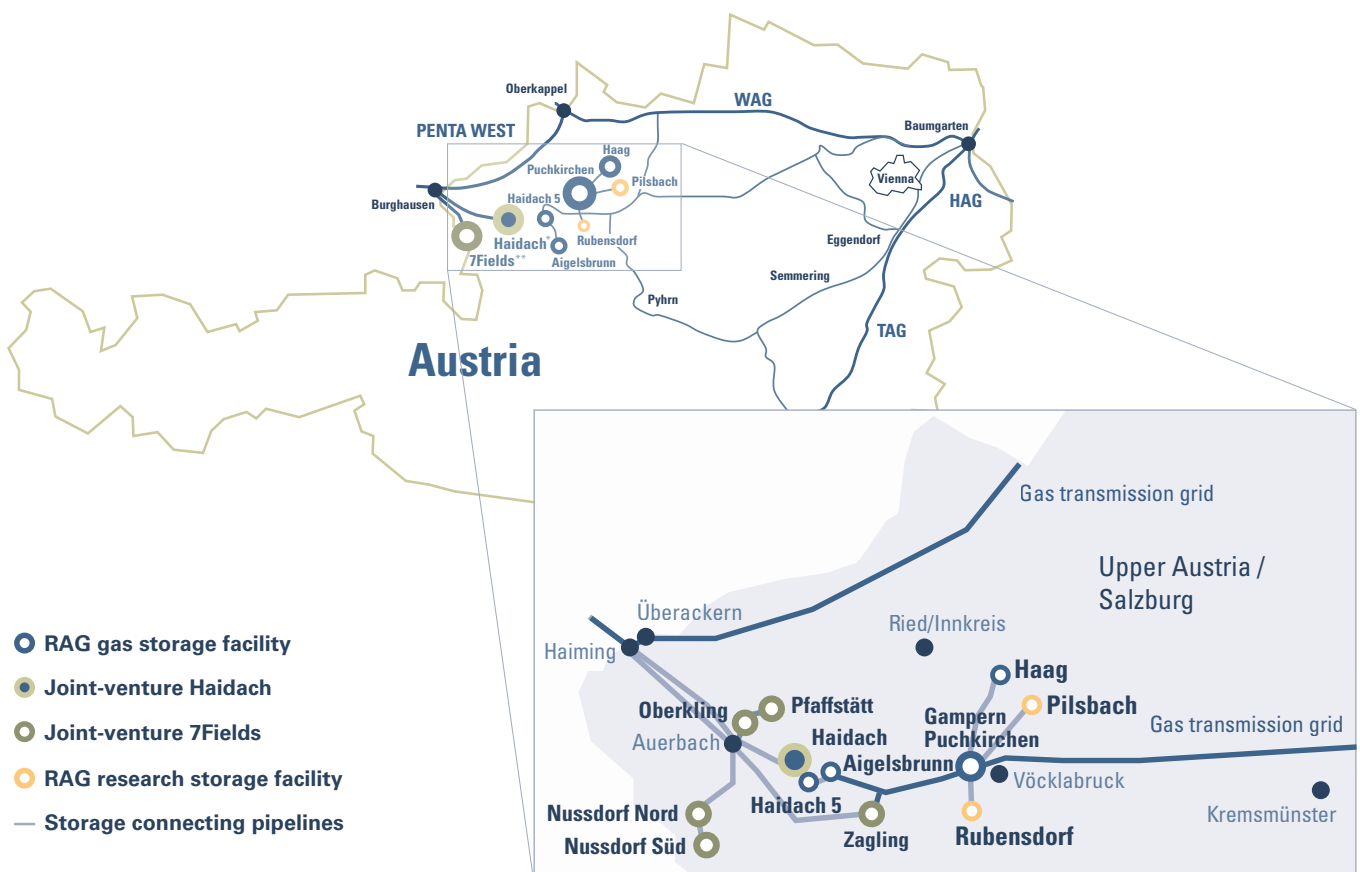 Oberkappel
WAG
PENTA WEST
Baumgarten
Haag
Puchkirchen
Pilsbach
Vienna
Burghausen
Haidach 5
HAG
Haidach*
Rubensdorf
Eggendorf
7Fields**
Aigelsbrunn
Semmering
Pyhrn
TAG
Austria
Gas transmission grid
Upper Austria /
Salzburg
Überackern
Ried/Innkreis
Haiming
Haag
Pfaffstätt
Pilsbach
Oberkling
Gampern
Puchkirchen
Gas transmission grid
Auerbach
Haidach
Aigelsbrunn
Vöcklabruck
Haidach 5
Nussdorf Nord
Kremsmünster
Zagling
Rubensdorf
Nussdorf Süd
RAG gas storage facility
Joint-venture Haidach
Joint-venture 7Fields
RAG research storage facility
Storage connecting pipelines